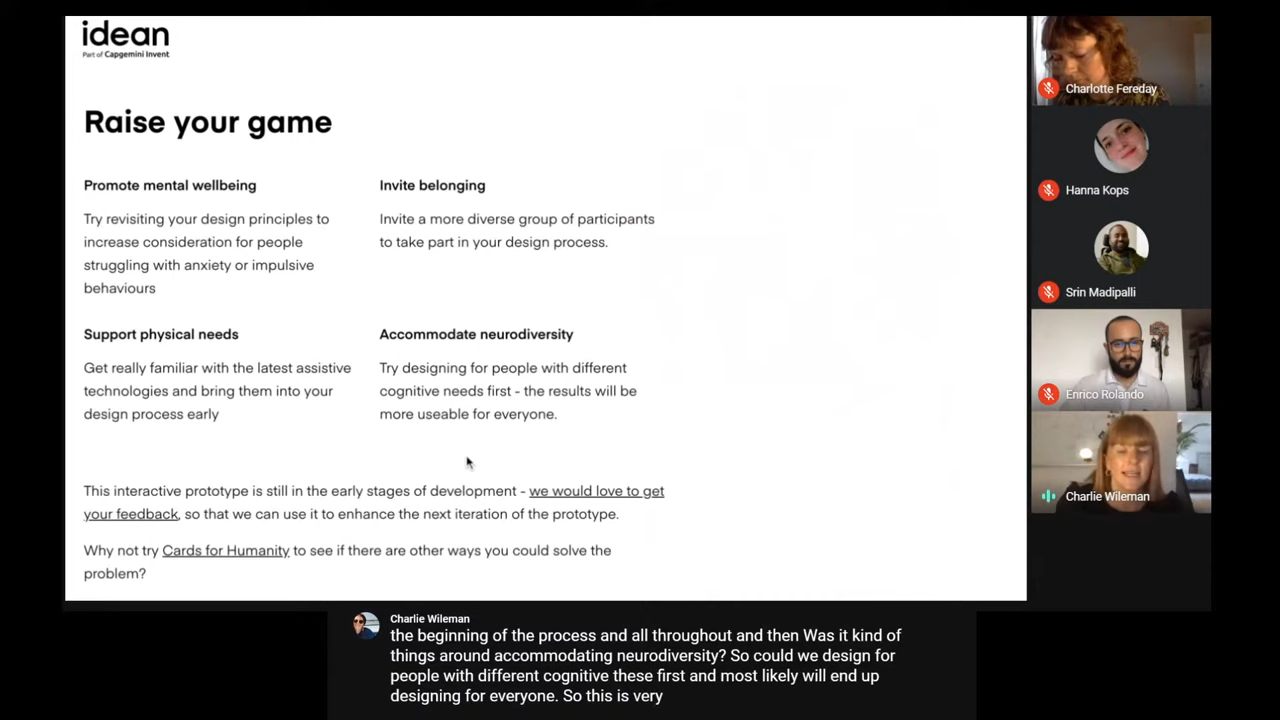 idean
Part of Capgemini Invent
Raise your game
Promote mental wellbeing
Try revisiting your design principles to
increase consideration for people
struggling with anxiety or impulsive
behaviours
Invite belonging
Invite a more diverse group of participants
to take part in your design process.
Support physical needs
Get really familiar with the latest assistive
technologies and bring them into your
design process early
Accommodate neurodiversity
Try designing for people with different
cognitive needs first - the results will be
more useable for everyone.
This interactive prototype is still in the early stages of development - we would love to get
your feedback, so that we can use it to enhance the next iteration of the prototype.
Why not try Cards for Humanity to see if there are other ways you could solve the
problem?
Charlotte Fereday
Hanna Kops
Srin Madipalli
Enrico Rolando
Charlie Wileman
Charlie Wileman
the beginning of the process and all throughout and then Was it kind of
things around accommodating neurodiversity? So could we design for
people with different cognitive these first and most likely will end up
designing for everyone. So this is very